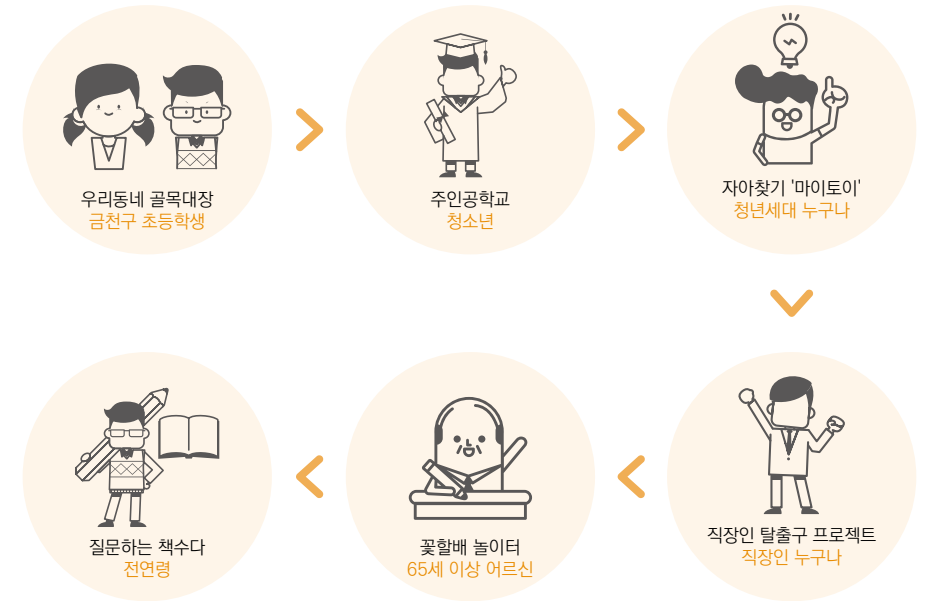 우리동네 골목대장
금천구 초등학생
주인공학교
청소년
자아찾기 '마이토이'
청년세대 누구나
직장인 탈출구 프로젝트
직장인 누구나
꽃할배 놀이터
65세 이상 어르신
질문하는 책수다
전연령